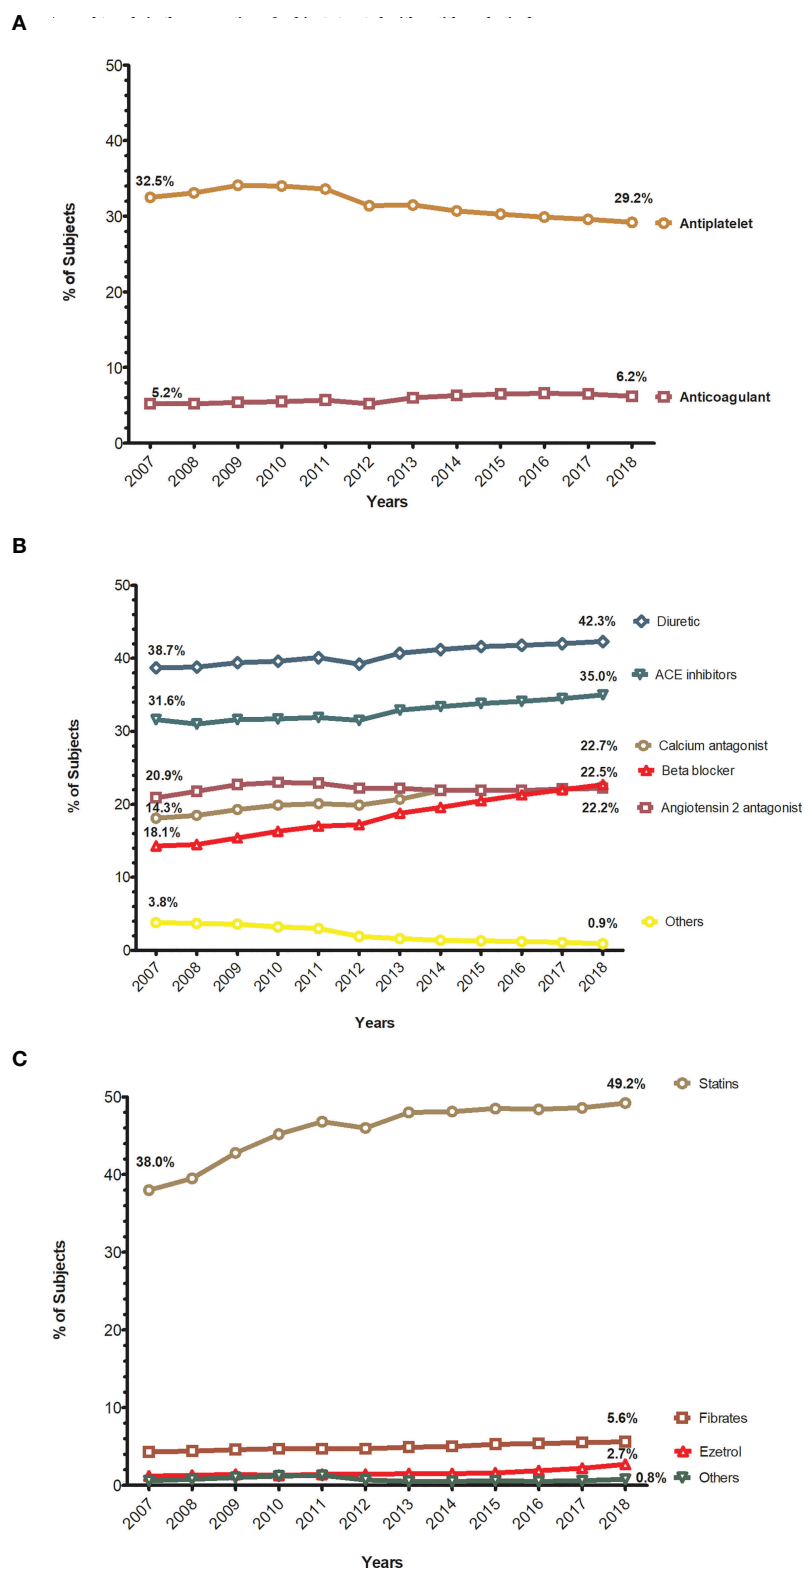 A
50
40
30
20
10
0
% of Subjects
32.5%
29.2%
Antiplatelet
5.2%
6.2%
Anticoagulant
2007 2008 2009 2010 2011 2012 2013 2014 2015 2016 2017 2018
Years
B
50
40
30
20
10
0
% of Subjects
38.7%
42.3%
Diuretic
31.6%
35.0%
ACE inhibitors
20.9%
22.7%
Calcium antagonist
14.3%
22.5%
Beta blocker
18.1%
22.2%
Angiotensin 2 antagonist
3.8%
0.9%
Others
2007 2008 2009 2010 2011 2012 2013 2014 2015 2016 2017 2018
Years
C
50
40
30
20
10
0
% of Subjects
38.0%
49.2%
Statins
5.6%
Fibrates
2.7%
Ezetrol
0.8%
Others
2007 2008 2009 2010 2011 2012 2013 2014 2015 2016 2017 2018
Years